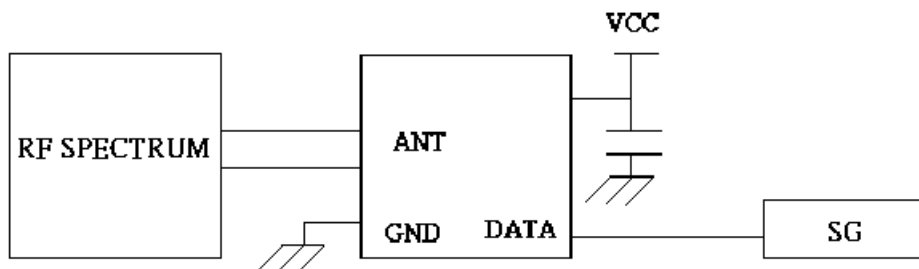 VCC
RF SPECTRUM
ANT
GND
DATA
SG